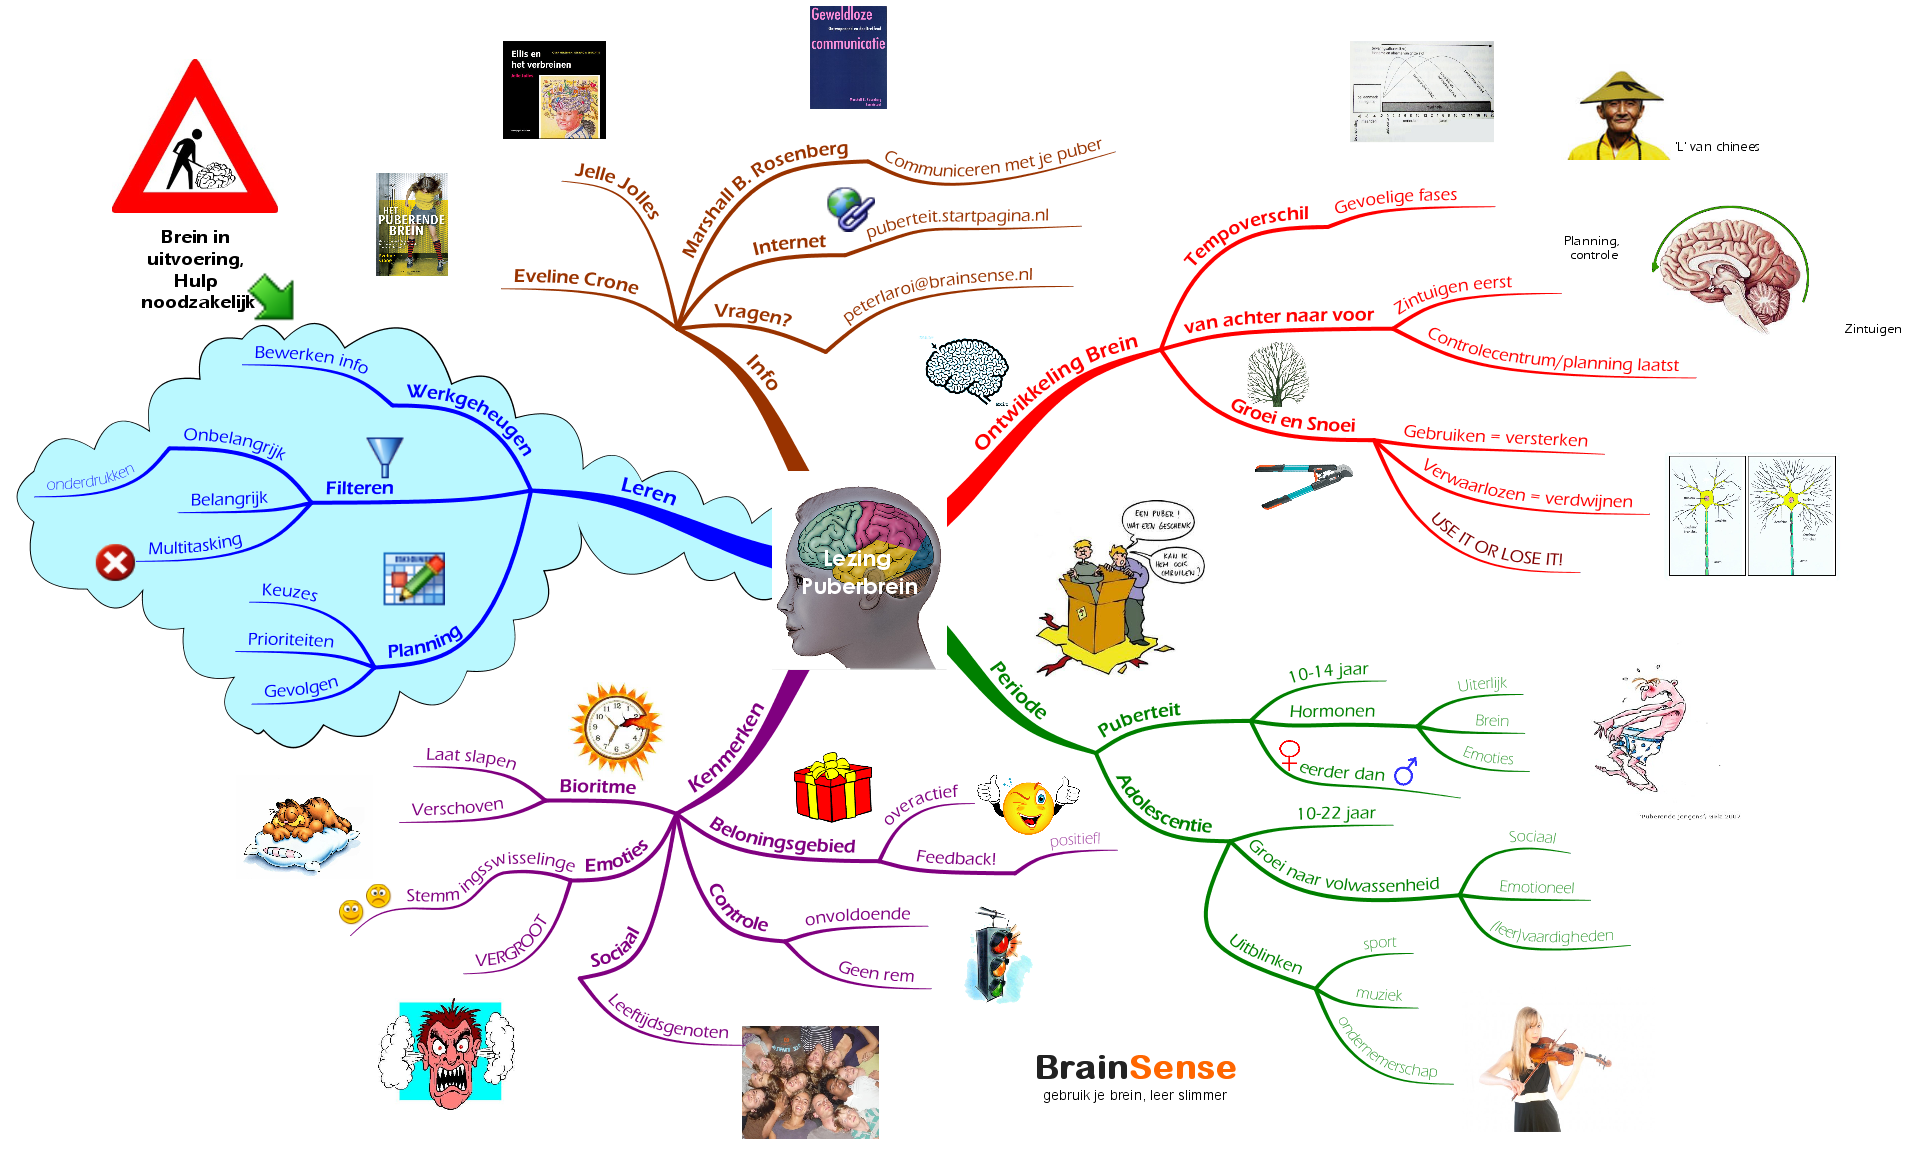 Lezing
Puberbrein
Ontwikkeling Brein
Tempoverschil
Gevoelige fases
van achter naar voor
Zintuigen eerst
Controlecentrum/planning laatst
Groei en Snoei
Gebruiken = versterken
Verwaarlozen = verdwijnen
USE IT OR LOSE IT!
'L' van chinees
Planning,
controle
Zintuigen
Periode
Puberteit
10-14 jaar
Hormonen
Uiterlijk
Brein
Emoties
eerder dan
Adolescentie
10-22 jaar
Groei naar volwassenheid
Sociaal
Emotioneel
(leer)vaardigheden
Uitblinken
sport
muziek
ondernemerschap
EEN PUBER!
WAT EEN GESCHENK
KAN IK
HEM OOK
OMRUILEN?
Kenmerken
Beloningsgebied
overactief
Feedback!
positief!
Controle
onvoldoende
Geen rem
Sociaal
Leeftijdsgenoten
Emoties
Stemmingsswisselinge
VERGROOT
Bioritme
Laat slapen
Verschoven
Leren
Werkgeheugen
Bewerken info
Filteren
Onbelangrijk
onderdrukken
Belangrijk
Multitasking
Planning
Keuzes
Prioriteiten
Gevolgen
Brein in
uitvoering,
Hulp
noodzakelijk
Info
Eveline Crone
Jelle Jolles
Marshall B. Rosenberg
Communiceren met je puber
Internet
puberteit.startpagina.nl
Vragen?
peterlaroi@brainsense.nl
HET
PUBERENDE
BREIN
Ellis en
het verbreinen
Geweldloze
communicatie
BrainSense
gebruik je brein, leer slimmer